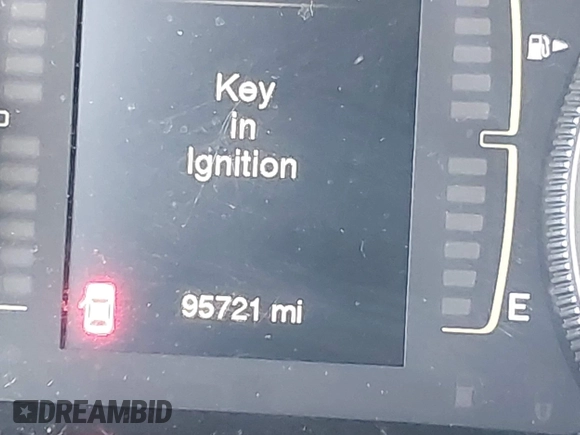 Key
in
Ignition
95721 mi
E
DREAMBID